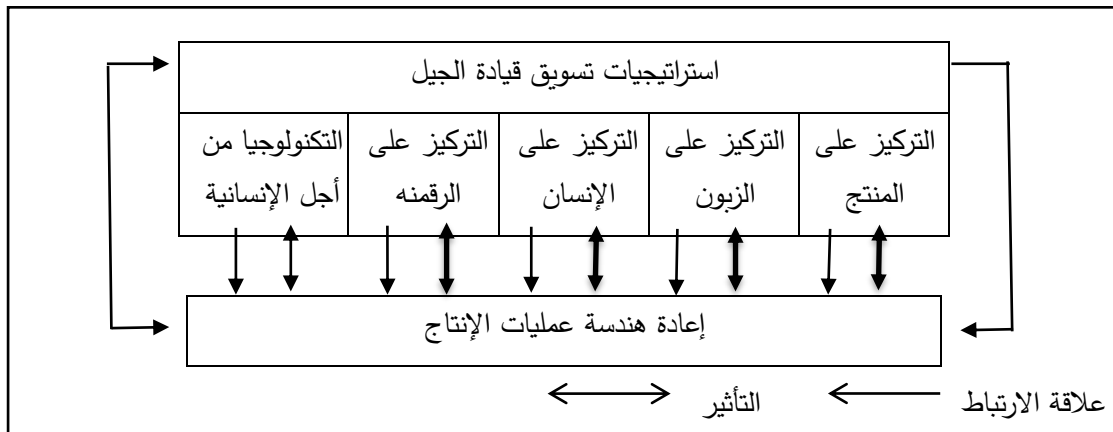 استراتيجيات تسويق قيادة الجيل
التركيز على
المنتج
التركيز على
الزبون
التركيز على
الإنسان
التركيز على
الرقمنه
التكنولوجيا من
أجل الإنسانية
إعادة هندسة عمليات الإنتاج
علاقة الارتباط
التأثير